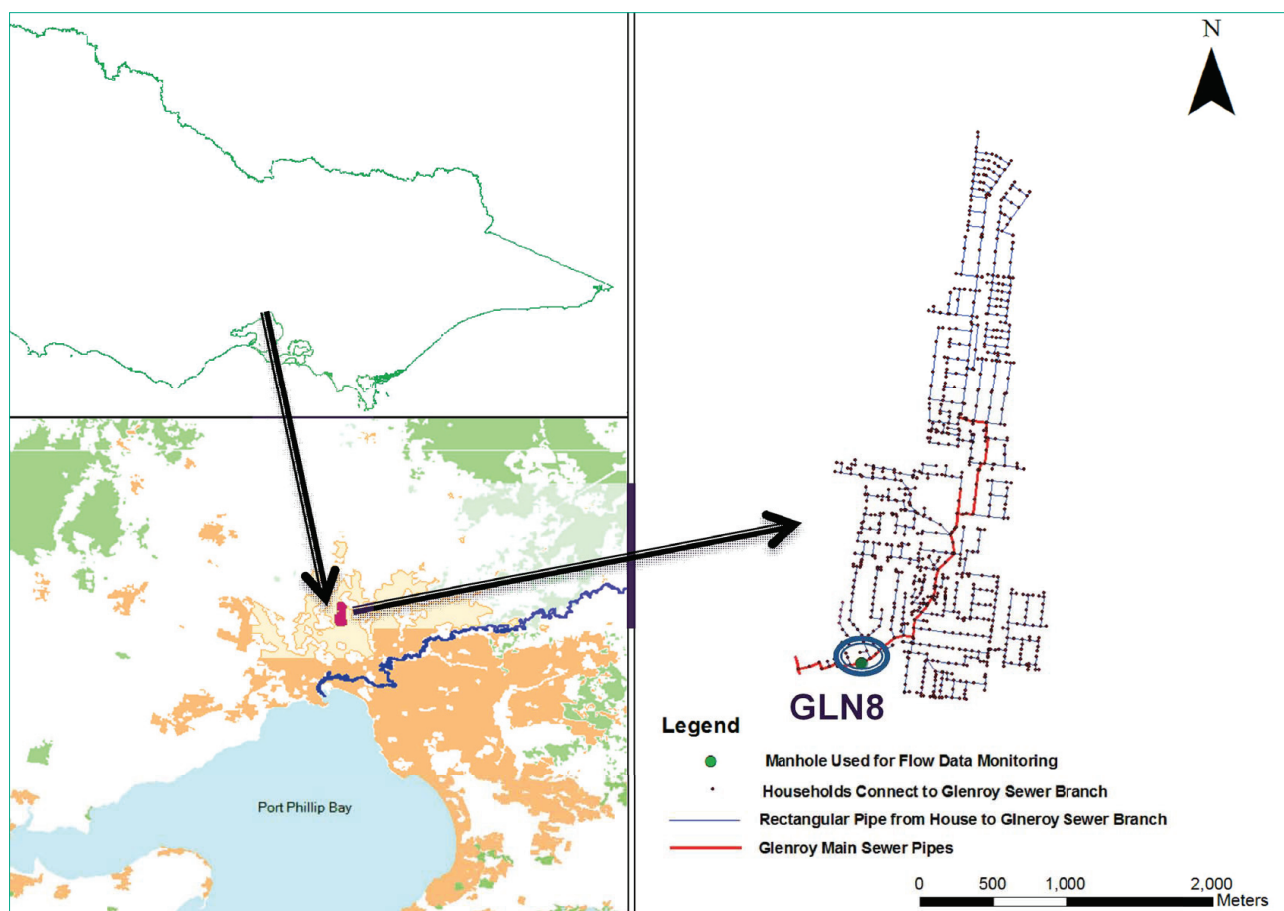 N
Port Phillip Bay
GLN8
Legend
Manhole Used for Flow Data Monitoring
Households Connect to Glenroy Sewer Branch
Rectangular Pipe from House to Glneroy Sewer Branch
Glenroy Main Sewer Pipes
0 500 1,000 2,000
Meters